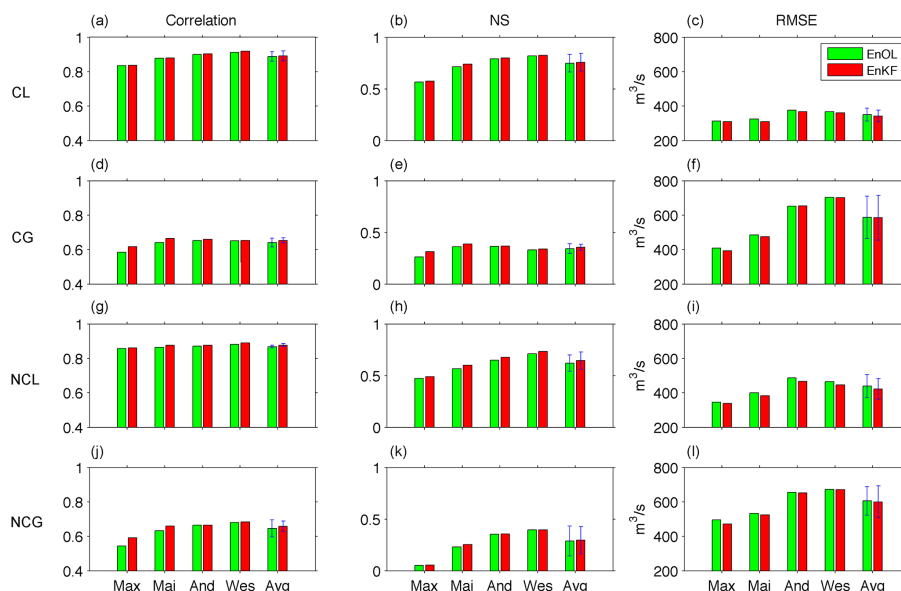 (a) Correlation (b) NS (c) RMSE
1 1 800
EnOL
EnKF
0.8 600
CL 0.5 m³/s
0.6 400
0.4 0 200
(d) (e) (f)
1 1 800
0.8 600
CG 0.5 m³/s
0.6 400
0.4 0 200
(g) (h) (i)
1 1 800
0.8 600
NCL 0.5 m³/s
0.6 400
0.4 0 200
(j) (k) (l)
1 1 800
0.8 600
NCG 0.5 m³/s
0.6 400
0.4 0 200
Max Mai And Wes Avg Max Mai And Wes Avg Max Mai And Wes Avg